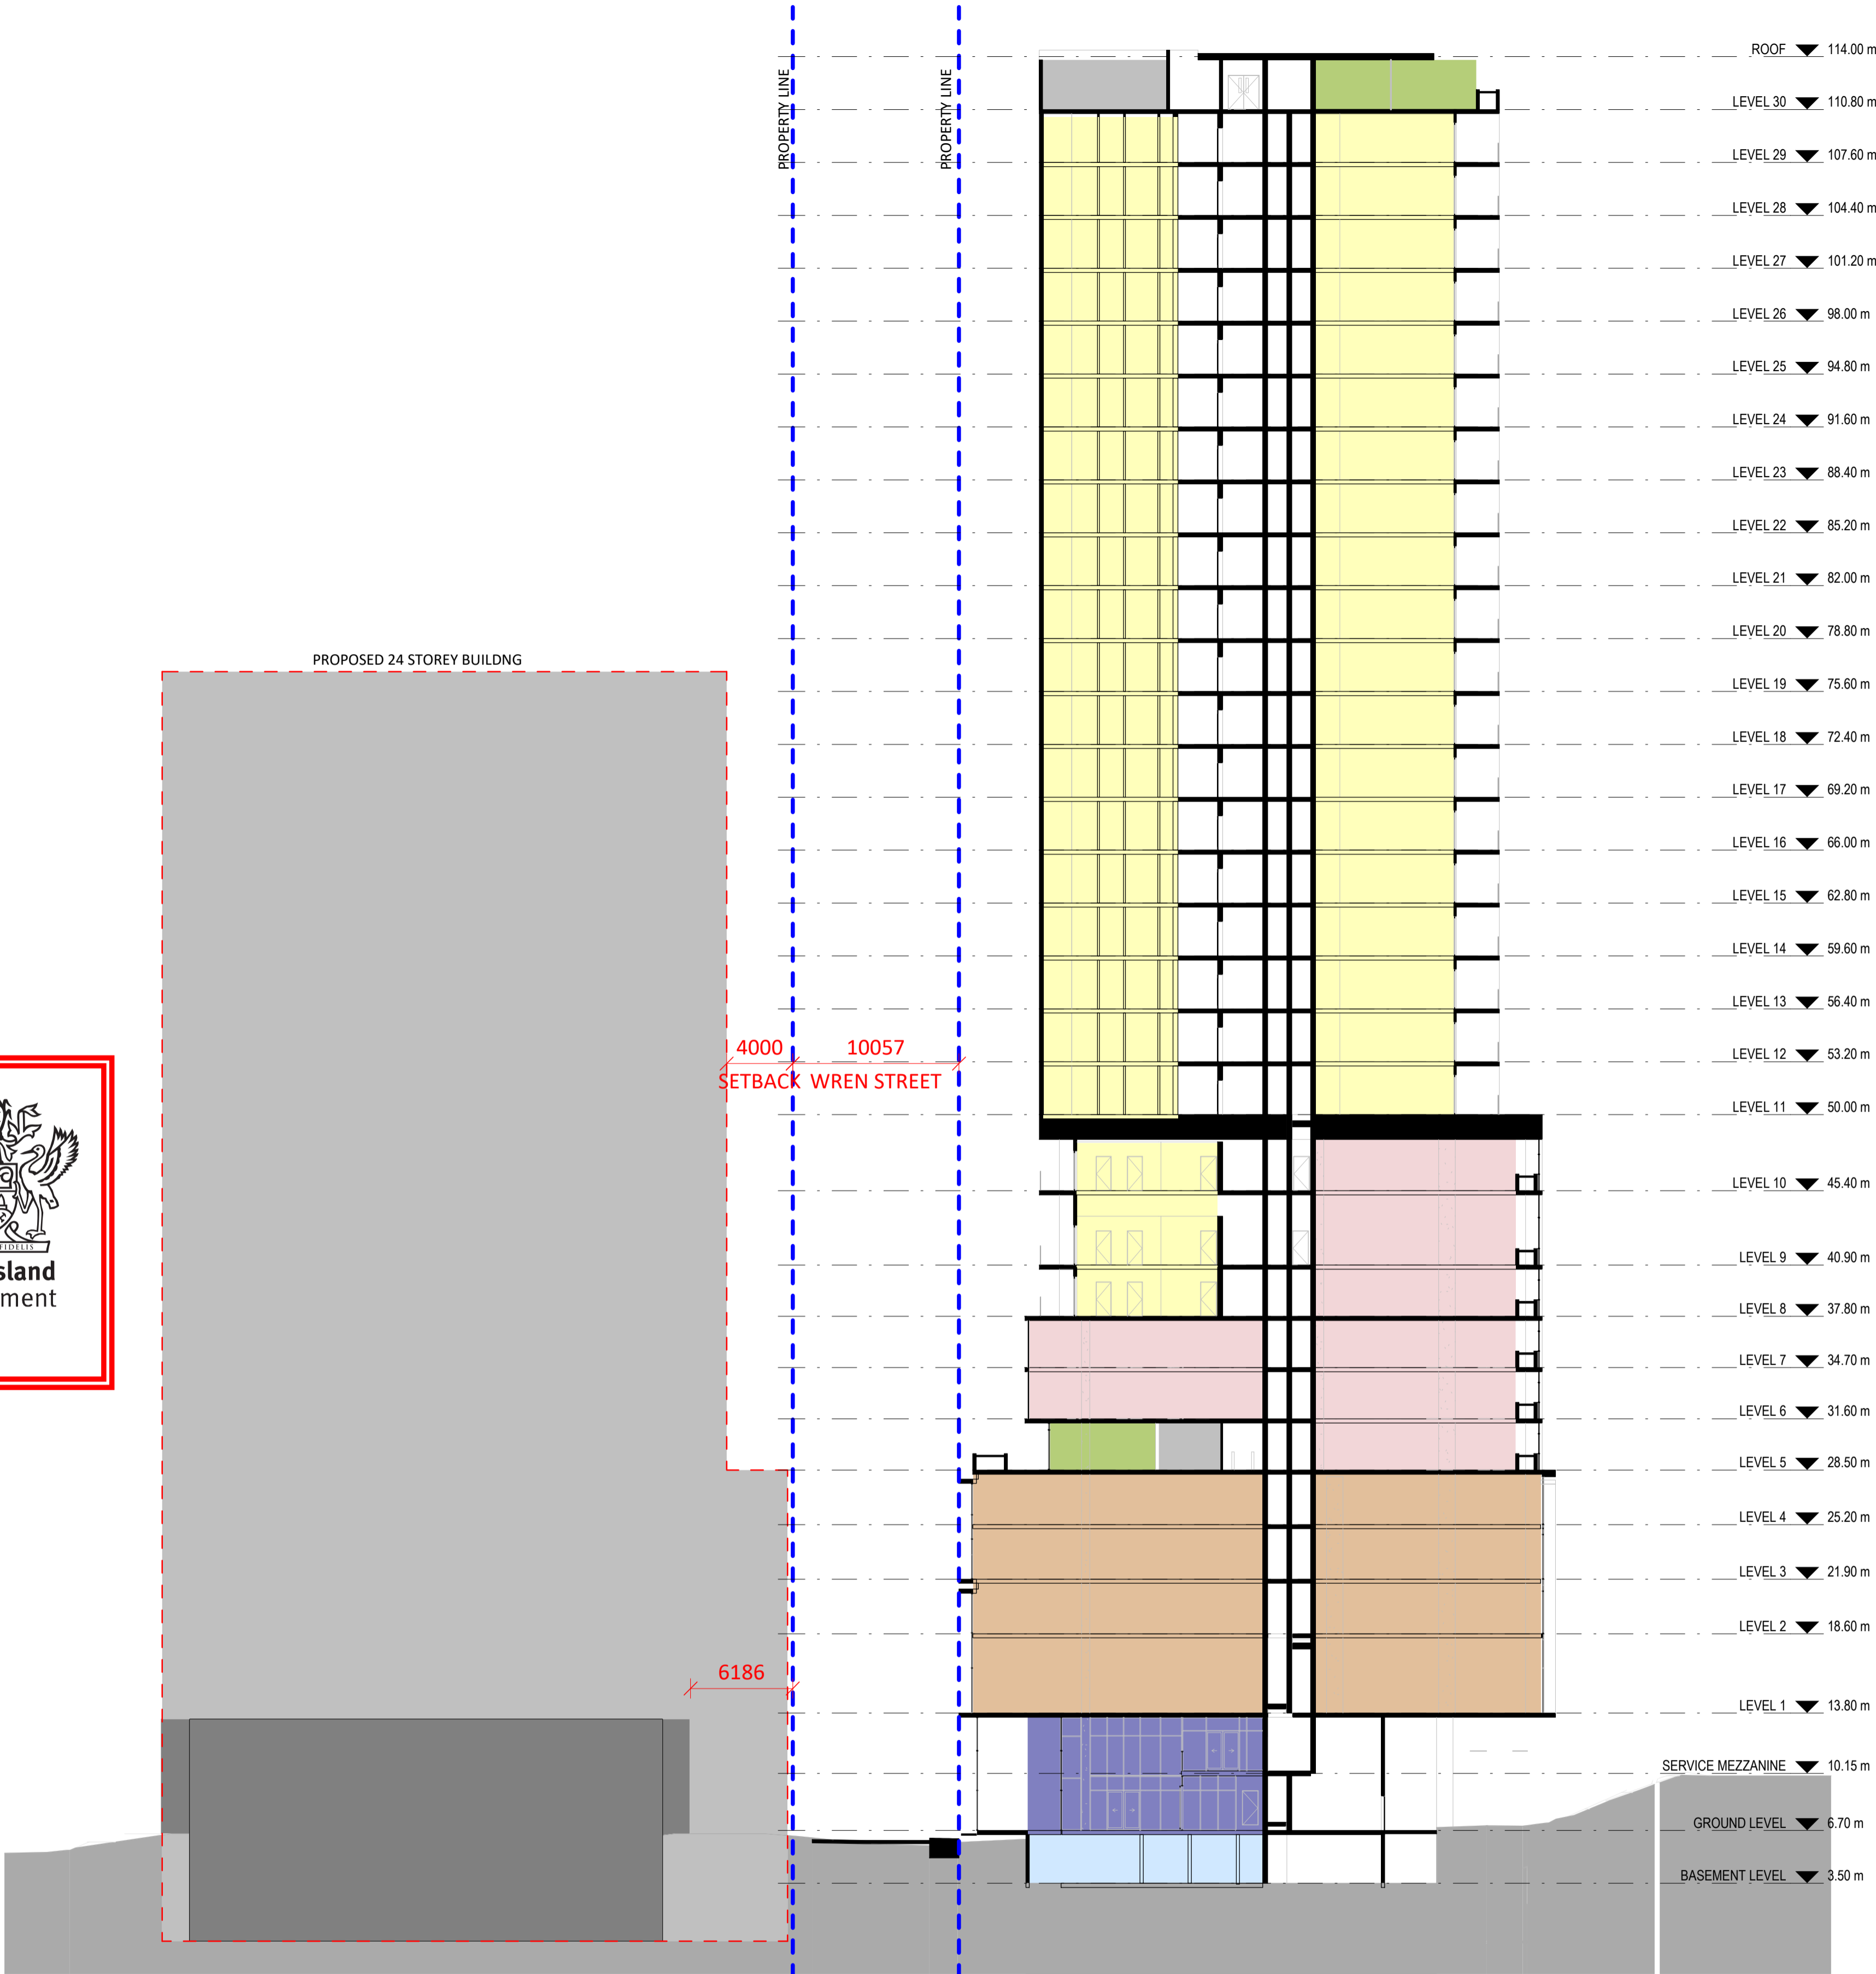 PROPERTY LINE
PROPERTY LINE
ROOF 114.00 m
LEVEL 30 110.80 m
LEVEL 29 107.60 m
LEVEL 28 104.40 m
LEVEL 27 101.20 m
LEVEL 26 98.00 m
LEVEL 25 94.80 m
LEVEL 24 91.60 m
LEVEL 23 88.40 m
LEVEL 22 85.20 m
LEVEL 21 82.00 m
LEVEL 20 78.80 m
PROPOSED 24 STOREY BUILDNG
LEVEL 19 75.60 m
LEVEL 18 72.40 m
LEVEL 17 69.20 m
LEVEL 16 66.00 m
LEVEL 15 62.80 m
LEVEL 14 59.60 m
LEVEL 13 56.40 m
4000 10057
SETBACK WREN STREET
LEVEL 12 53.20 m
LEVEL 11 50.00 m
LEVEL 10 45.40 m
FIDELIS
sland
ment
LEVEL 9 40.90 m
LEVEL 8 37.80 m
LEVEL 7 34.70 m
LEVEL 6 31.60 m
LEVEL 5 28.50 m
LEVEL 4 25.20 m
LEVEL 3 21.90 m
LEVEL 2 18.60 m
6186
LEVEL 1 13.80 m
SERVICE MEZZANINE 10.15 m
GROUND LEVEL 6.70 m
BASEMENT LEVEL 3.50 m